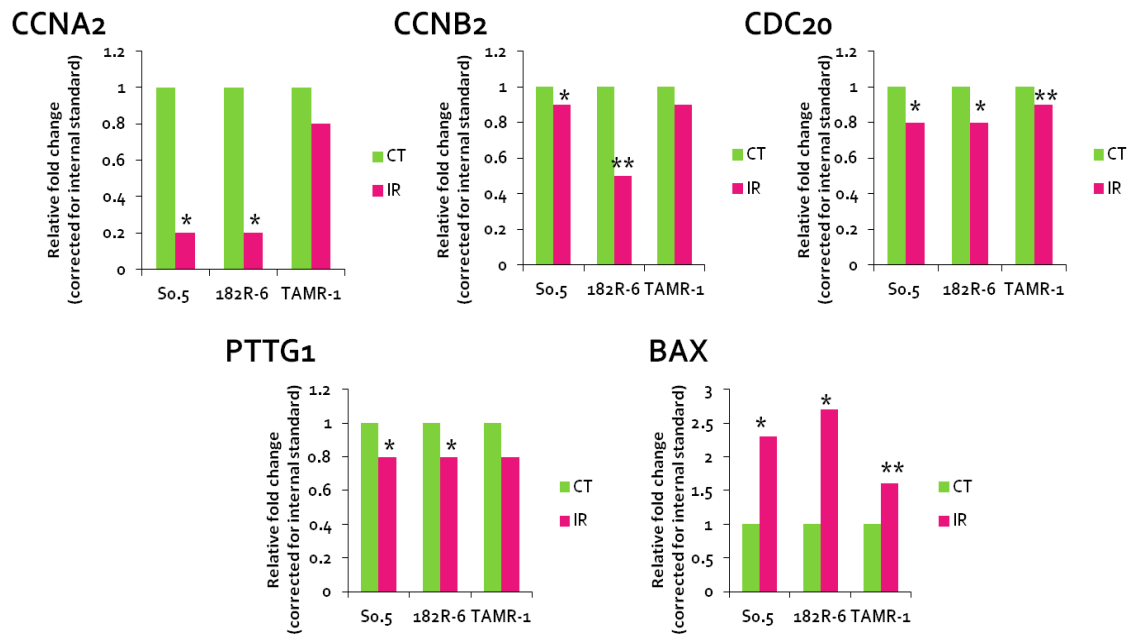 CCNA2
Relative fold change
(corrected for internal standard)
1.2
1
0.8
0.6
0.4
0.2
0
*
*
So.5
182R-6
TAMR-1
CT
IR
CCNB2
Relative fold change
(corrected for internal standard)
1.2
1
0.8
0.6
0.4
0.2
0
*
**
So.5
182R-6
TAMR-1
CT
IR
CDC20
Relative fold change
(corrected for internal standard)
1.2
1
0.8
0.6
0.4
0.2
0
*
*
**
So.5
182R-6
TAMR-1
CT
IR
PTTG1
Relative fold change
(corrected for internal standard)
1.2
1
0.8
0.6
0.4
0.2
0
*
*
So.5
182R-6
TAMR-1
CT
IR
BAX
Relative fold change
(corrected for internal standard)
3
2.5
2
1.5
1
0.5
0
*
*
**
So.5
182R-6
TAMR-1
CT
IR